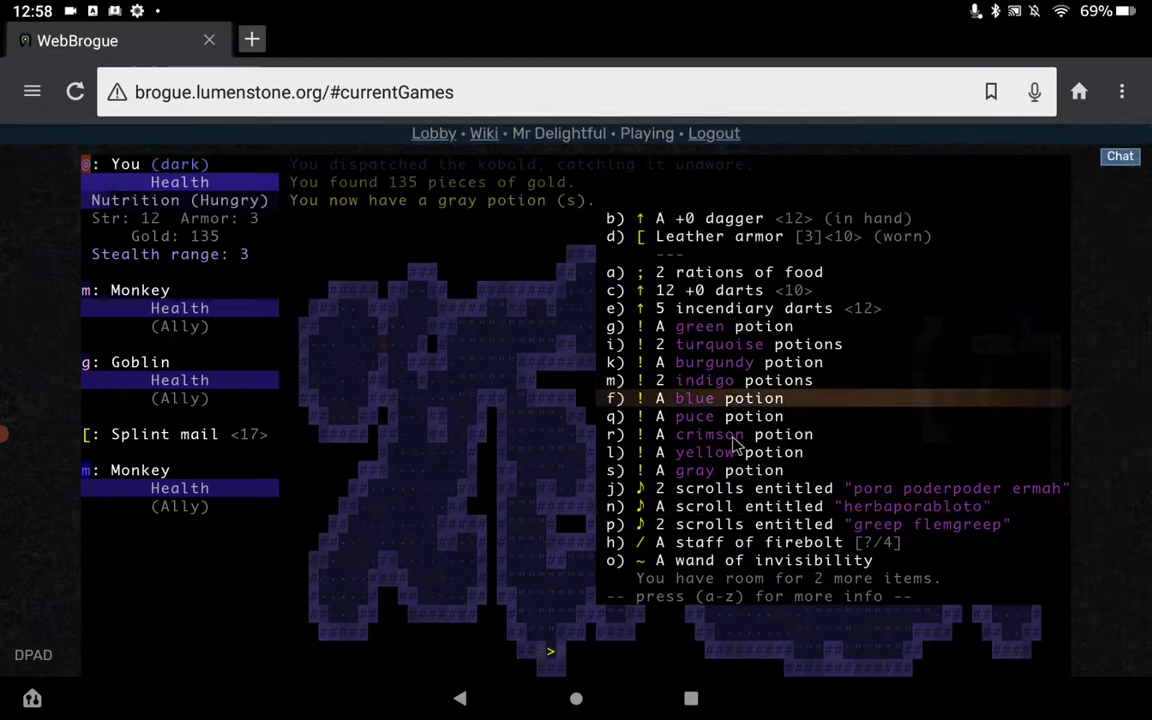 12:58
69%
WebBrogue
brogue.lumenstone.org/#currentGames
Lobby • Wiki • Mr Delightful • Playing • Logout
Chat
@: You (dark)
Health
Nutrition (Hungry)
Str: 12 Armor: 3
Gold: 135
Stealth range: 3
m: Monkey
Health
(Ally)
g: Goblin
Health
(Ally)
[: Splint mail <17>
m: Monkey
Health
(Ally)
You dispatched the kobold, catching it unaware.
You found 135 pieces of gold.
You now have a gray potion (s).
b) ↑ A +0 dagger <12> (in hand)
d) [ Leather armor [3]<10> (worn)
---
a) ; 2 rations of food
c) ↑ 12 +0 darts <10>
e) ↑ 5 incendiary darts <12>
g) ! A green potion
i) ! 2 turquoise potions
k) ! A burgundy potion
m) ! 2 indigo potions
f) ! A blue potion
q) ! A puce potion
r) ! A crimson potion
l) ! A yellow potion
s) ! A gray potion
j) ♪ 2 scrolls entitled "pora poderpoder ermah"
n) ♪ A scroll entitled "herbaporabloto"
p) ♪ 2 scrolls entitled "greep flemgreep"
h) / A staff of firebolt [?/4]
o) ~ A wand of invisibility
You have room for 2 more items.
-- press (a-z) for more info --
>
DPAD